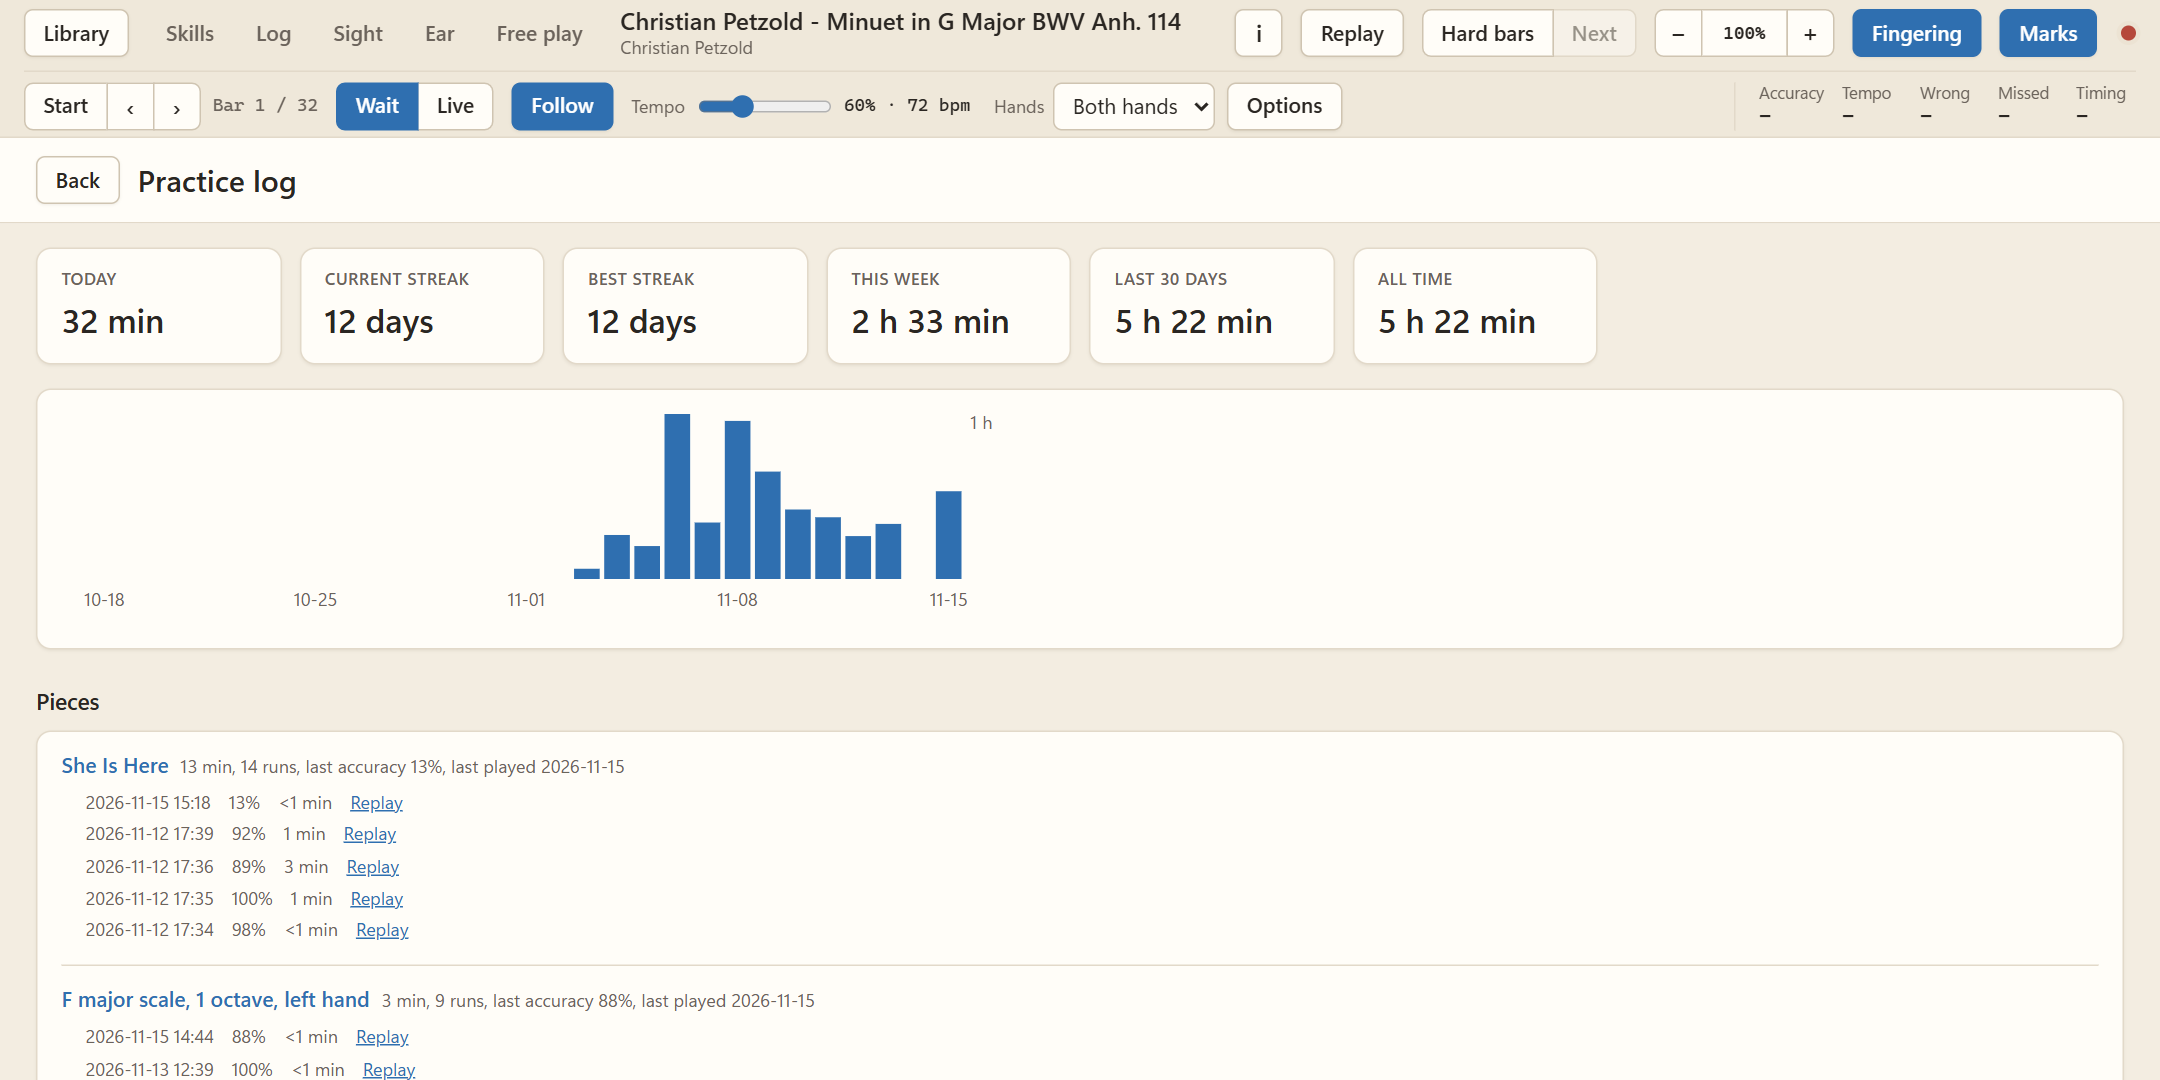 Library Skills Log Sight Ear Free play Christian Petzold - Minuet in G Major BWV Anh. 114 i Replay Hard bars Next − 100% + Fingering Marks
Christian Petzold
Start ‹ › Bar 1 / 32 Wait Live Follow Tempo 60% · 72 bpm Hands Both hands Options Accuracy Tempo Wrong Missed Timing
– – – – –
Back Practice log
TODAY CURRENT STREAK BEST STREAK THIS WEEK LAST 30 DAYS ALL TIME
32 min 12 days 12 days 2 h 33 min 5 h 22 min 5 h 22 min
1 h
10-18 10-25 11-01 11-08 11-15
Pieces
She Is Here 13 min, 14 runs, last accuracy 13%, last played 2026-11-15
2026-11-15 15:18 13% <1 min Replay
2026-11-12 17:39 92% 1 min Replay
2026-11-12 17:36 89% 3 min Replay
2026-11-12 17:35 100% 1 min Replay
2026-11-12 17:34 98% <1 min Replay
F major scale, 1 octave, left hand 3 min, 9 runs, last accuracy 88%, last played 2026-11-15
2026-11-15 14:44 88% <1 min Replay
2026-11-13 12:39 100% <1 min Replay